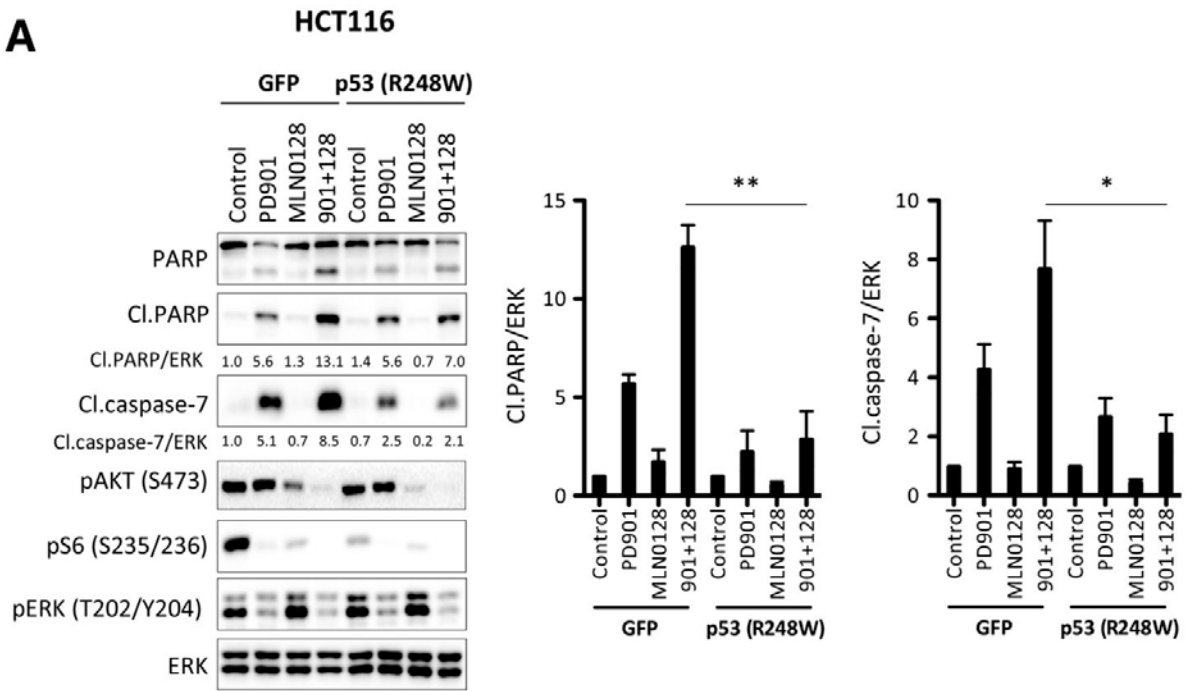 A
HCT116
GFP p53 (R248W)
Control PD901 MLN0128 901+128 Control PD901 MLN0128 901+128
PARP
Cl.PARP
Cl.PARP/ERK 1.0 5.6 1.3 13.1 1.4 5.6 0.7 7.0
Cl.caspase-7
Cl.caspase-7/ERK 1.0 5.1 0.7 8.5 0.7 2.5 0.2 2.1
pAKT (S473)
pS6 (S235/236)
pERK (T202/Y204)
ERK
Cl.PARP/ERK
15
10
5
0
**
Control PD901 MLN0128 901+128 Control PD901 MLN0128 901+128
GFP p53 (R248W)
Cl.caspase-7/ERK
10
8
6
4
2
0
*
Control PD901 MLN0128 901+128 Control PD901 MLN0128 901+128
GFP p53 (R248W)